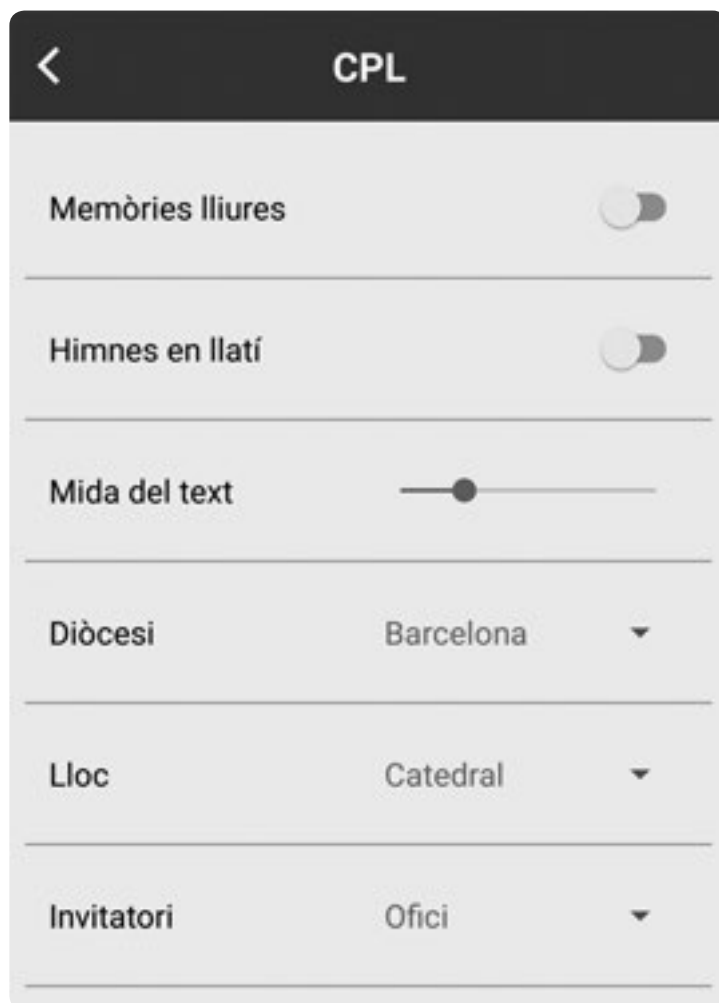 CPL
Memòries lliures
Himnes en llatí
Mida del text
Diòcesi Barcelona
Lloc Catedral
Invitatori Ofici